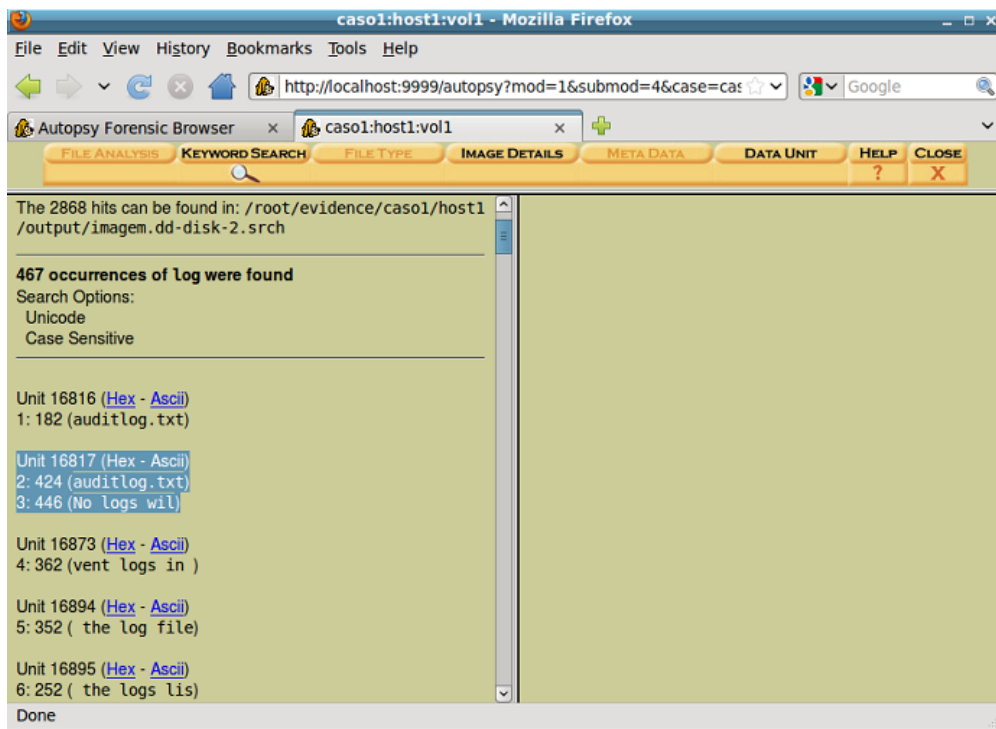 caso1:host1:vol1 - Mozilla Firefox
File Edit View History Bookmarks Tools Help
http://localhost:9999/autopsy?mod=1&submod=4&case=cas Google
Autopsy Forensic Browser × caso1:host1:vol1 ×
FILE ANALYSIS KEYWORD SEARCH FILE TYPE IMAGE DETAILS META DATA DATA UNIT HELP CLOSE
? X
The 2868 hits can be found in: /root/evidence/caso1/host1
/output/imagem.dd-disk-2.srch
467 occurrences of log were found
Search Options:
Unicode
Case Sensitive
Unit 16816 (Hex - Ascii)
1: 182 (auditlog.txt)
Unit 16817 (Hex - Ascii)
2: 424 (auditlog.txt)
3: 446 (No logs wil)
Unit 16873 (Hex - Ascii)
4: 362 (vent logs in )
Unit 16894 (Hex - Ascii)
5: 352 ( the log file)
Unit 16895 (Hex - Ascii)
6: 252 ( the logs lis)
Done